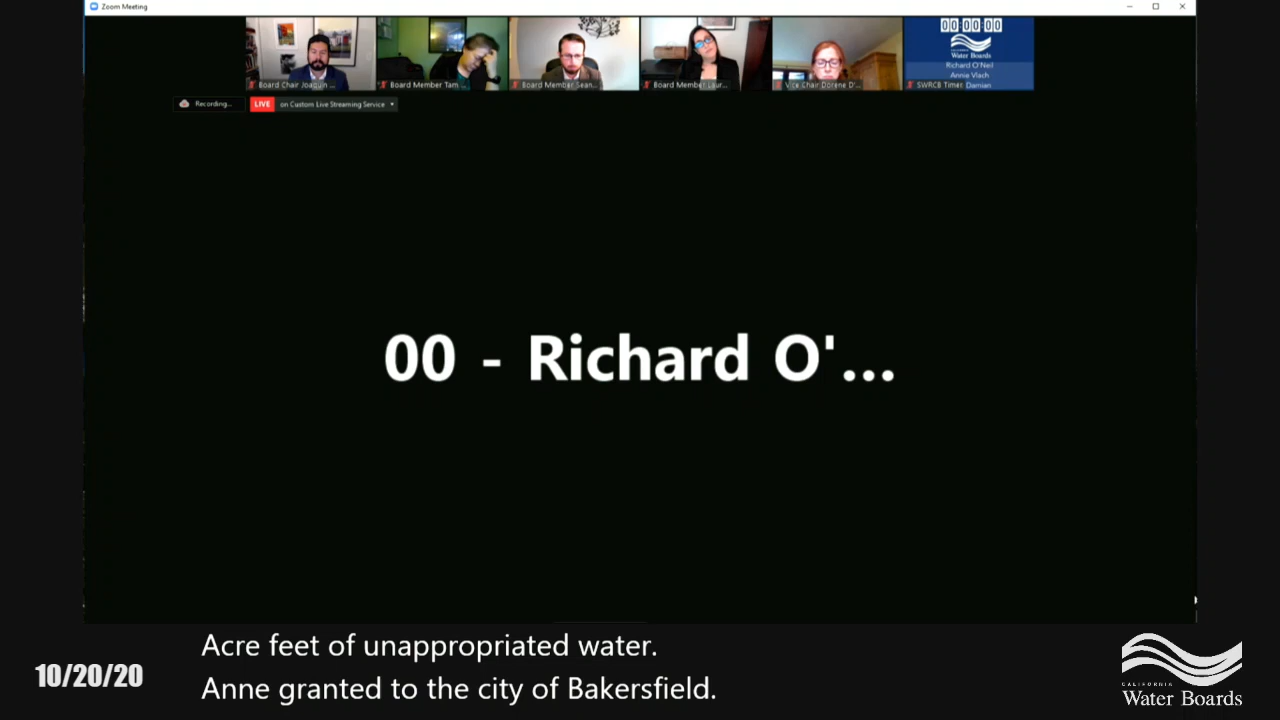 Zoom Meeting
00:00:00
CALIFORNIA
Water Boards
Richard O'Neil
Annie Vlach
Damian
Board Chair Joaquin ...
Board Member Tam ...
Board Member Sean...
Board Member Laur...
Vice Chair Dorene D'...
SWRCB Timer
Recording...
LIVE on Custom Live Streaming Service
00 - Richard O'...
Acre feet of unappropriated water.
Anne granted to the city of Bakersfield.
10/20/20
CALIFORNIA
Water Boards